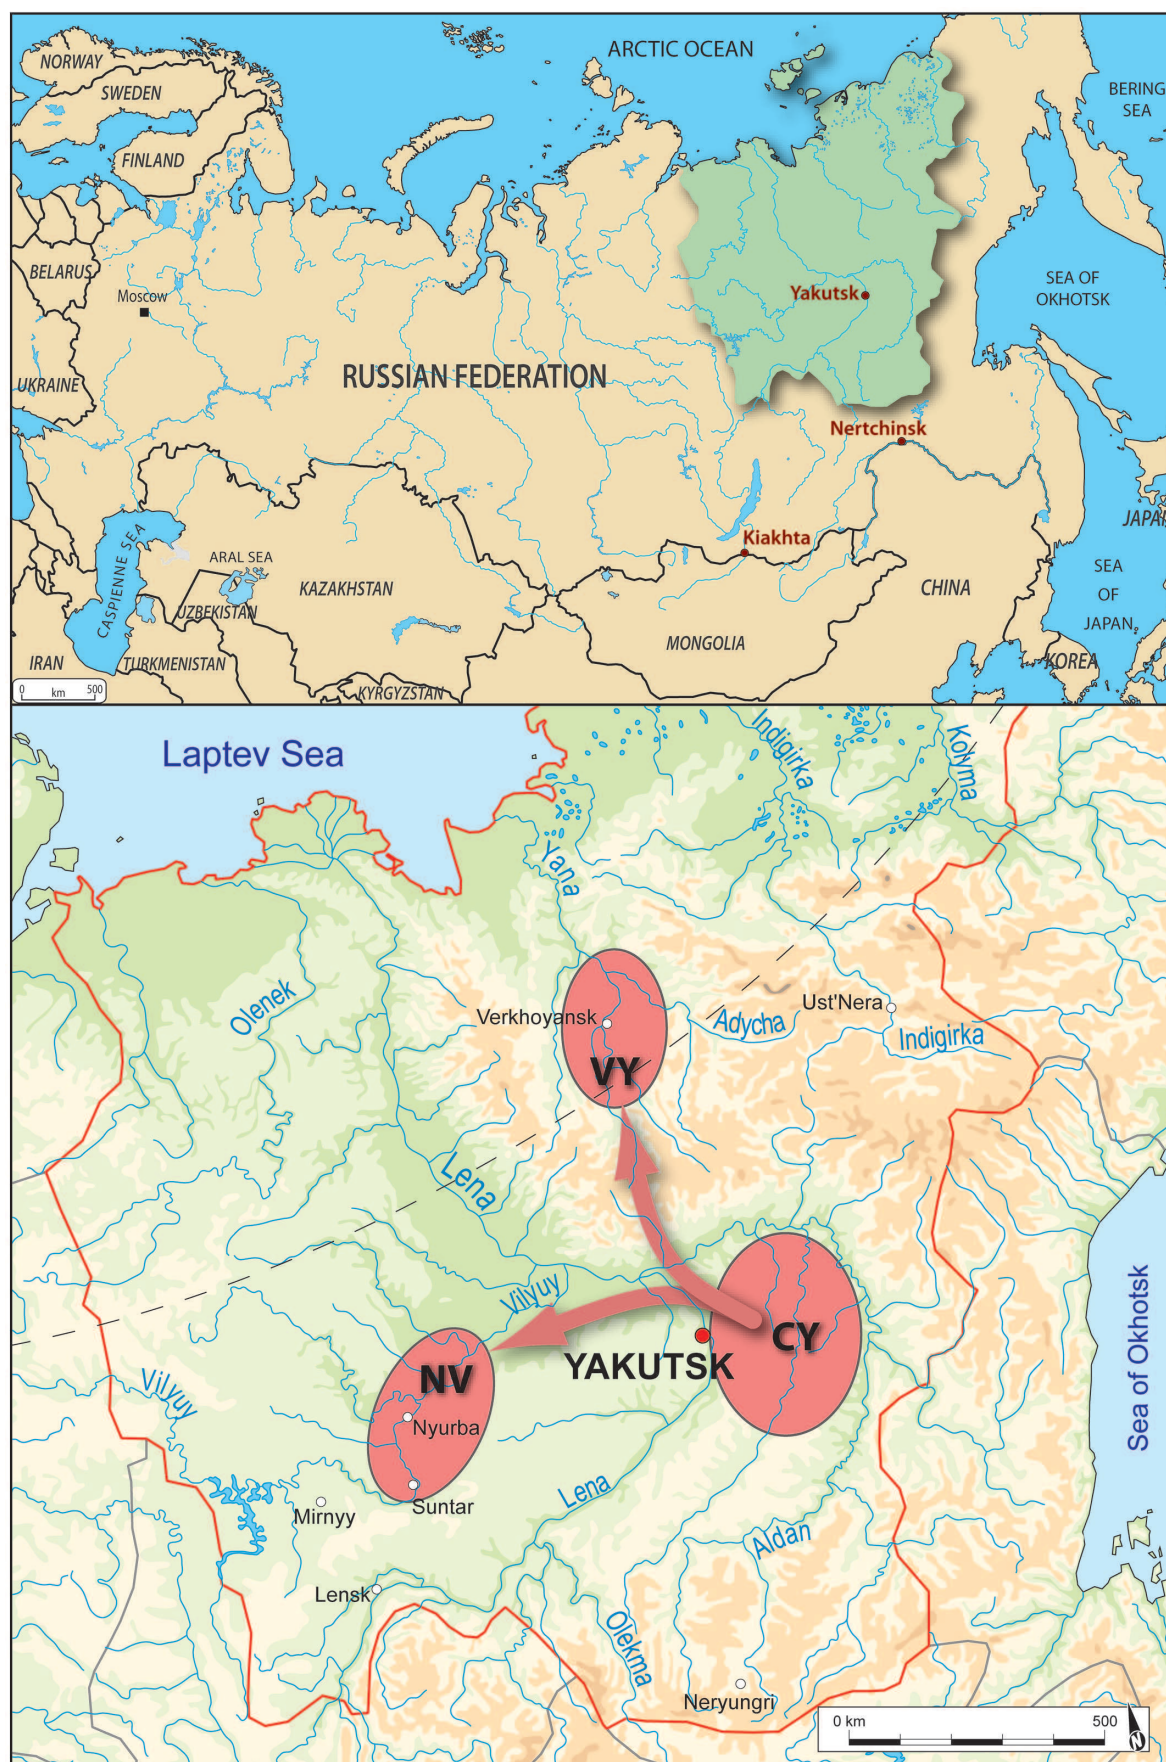 ARCTIC OCEAN
NORWAY
SWEDEN
BERING
SEA
FINLAND
BELARUS
Moscow
SEA OF
OKHOTSK
Yakutsk
UKRAINE
RUSSIAN FEDERATION
Nertchinsk
JAPA
Kiakhta
CASPIENNE SEA
ARAL SEA
KAZAKHSTAN
UZBEKISTAN
CHINA
SEA
OF
JAPAN
MONGOLIA
IRAN
TURKMENISTAN
KOREA
KYRGYZSTAN
0 km 500
Laptev Sea
Indigirka
Kolyma
Yana
Olenek
Verkhoyansk
Adycha
Ust'Nera
Indigirka
VY
Lena
Vilyuy
CY
YAKUTSK
NV
Vilyuy
Nyurba
Sea of Okhotsk
Suntar
Mirnyy
Lena
Aldan
Lensk
Olekma
Neryungri
0 km 500
N